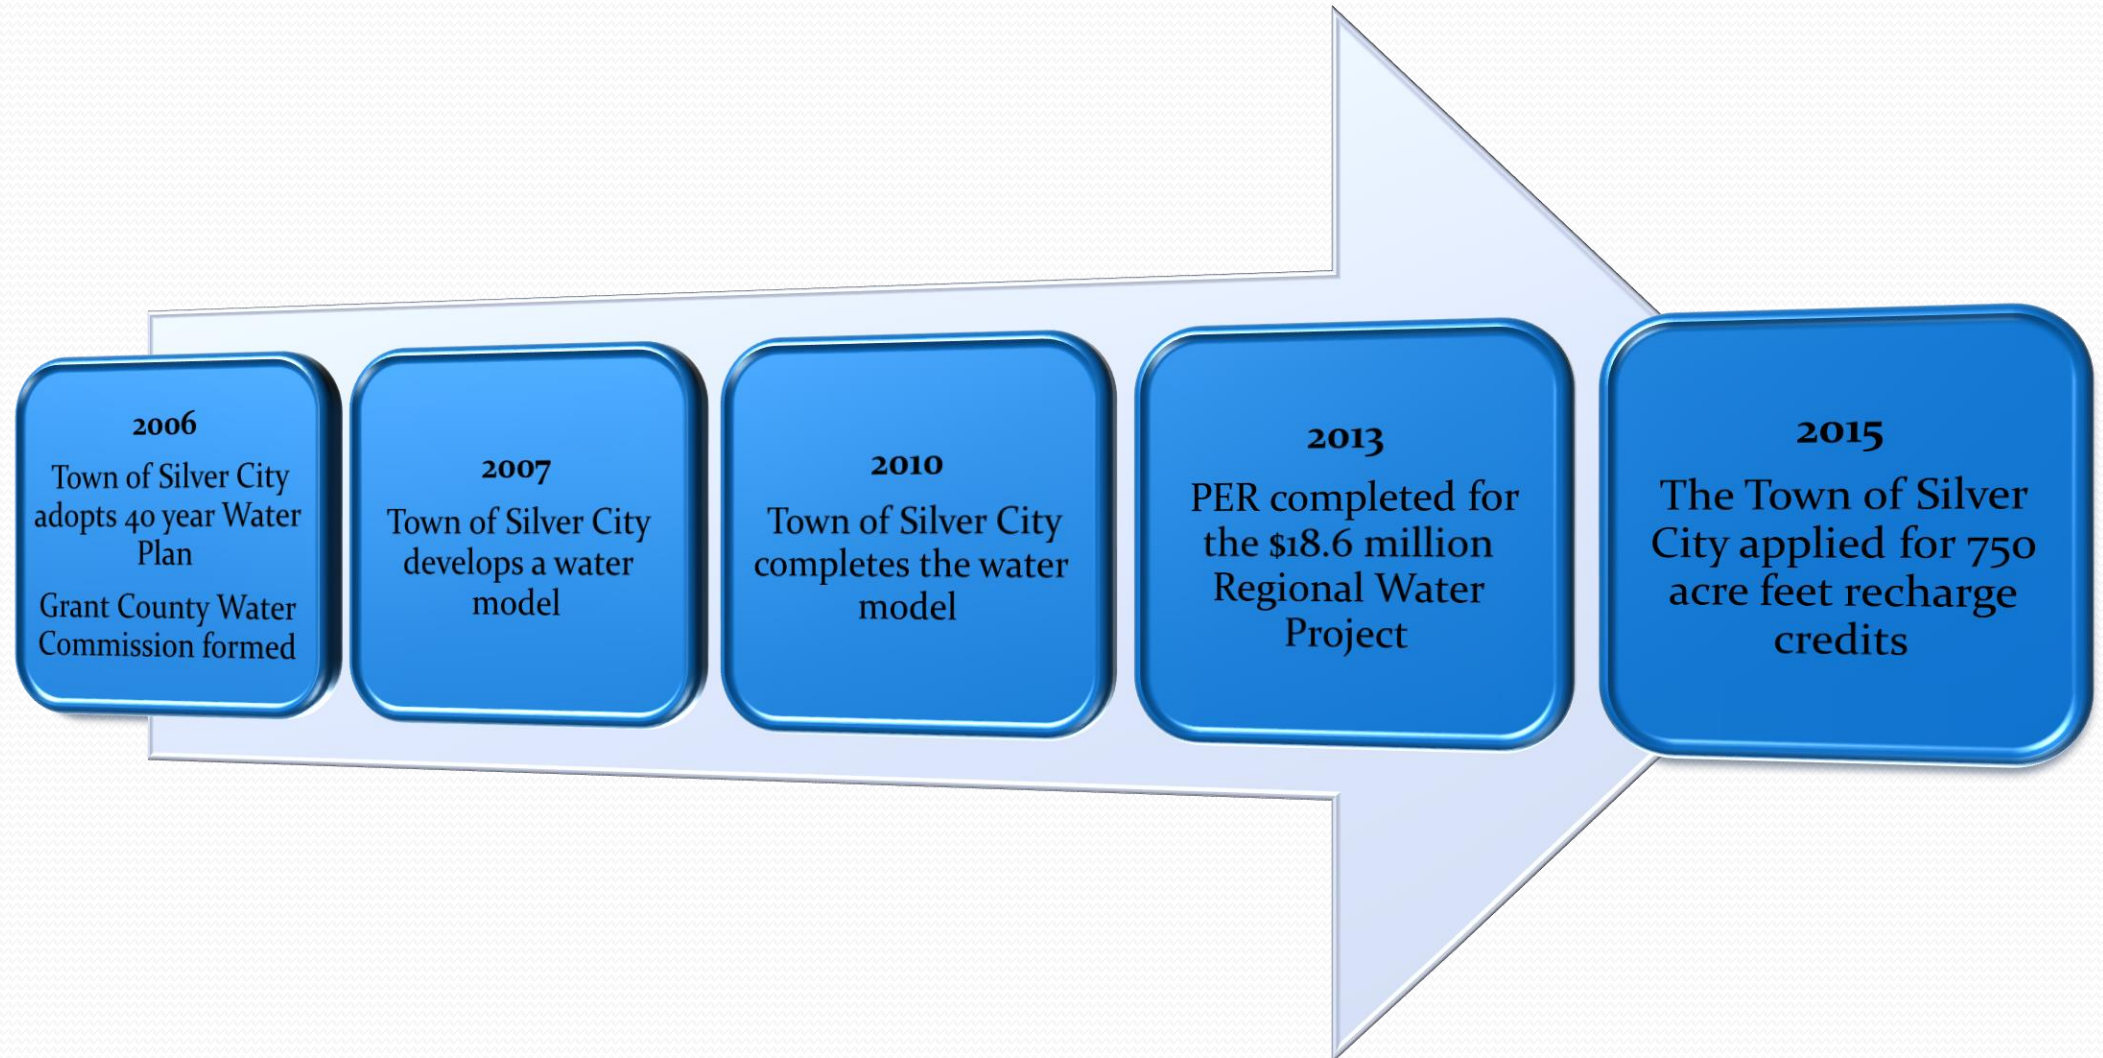 2006
Town of Silver City
adopts 40 year Water
Plan
Grant County Water
Commission formed
2007
Town of Silver City
develops a water
model
2010
Town of Silver City
completes the water
model
2013
PER completed for
the $18.6 million
Regional Water
Project
2015
The Town of Silver
City applied for 750
acre feet recharge
credits